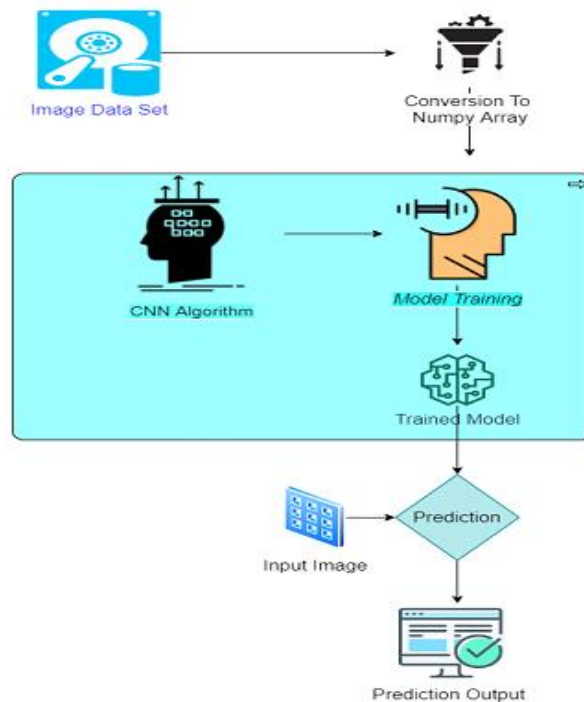 Image Data Set
Conversion To
Numpy Array
CNN Algorithm
Model Training
Trained Model
Prediction
Input Image
Prediction Output